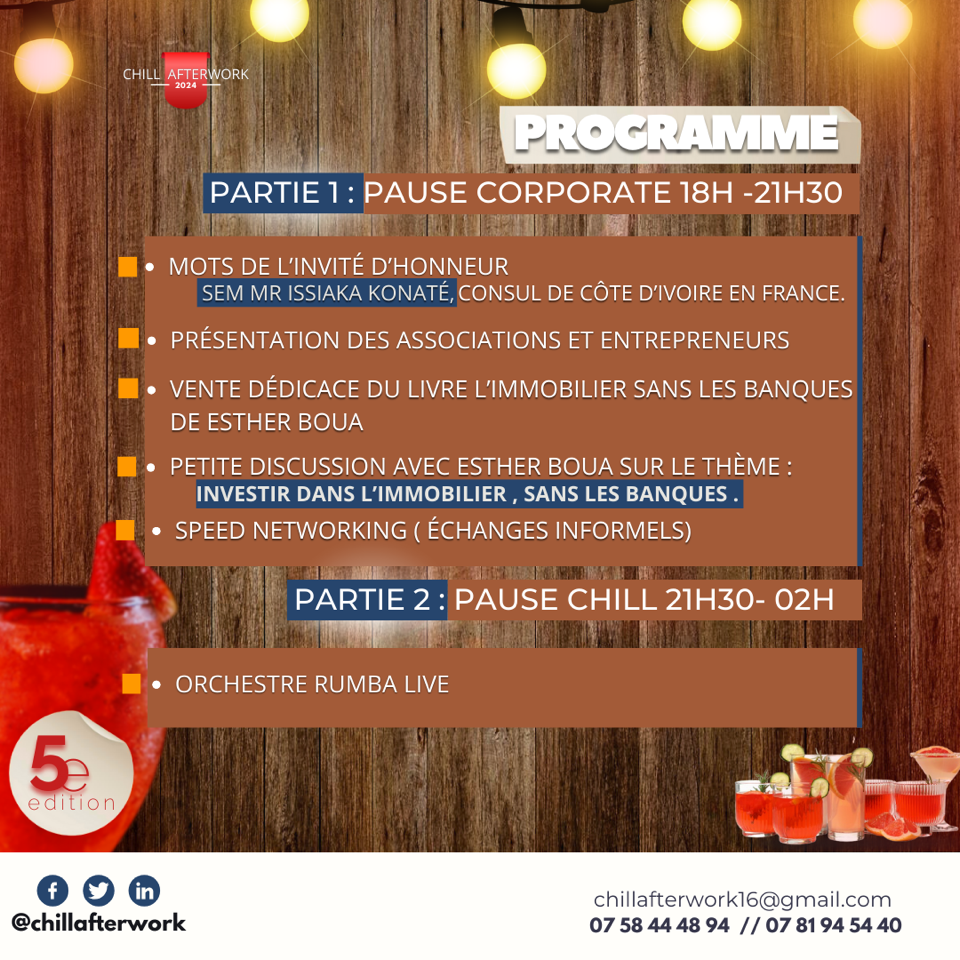 CHILL AFTERWORK
2024
PROGRAMME
PARTIE 1 : PAUSE CORPORATE 18H -21H30
• MOTS DE L'INVITÉ D'HONNEUR
SEM MR ISSIAKA KONATÉ, CONSUL DE CÔTE D'IVOIRE EN FRANCE.
• PRÉSENTATION DES ASSOCIATIONS ET ENTREPRENEURS
• VENTE DÉDICACE DU LIVRE L'IMMOBILIER SANS LES BANQUES
DE ESTHER BOUA
• PETITE DISCUSSION AVEC ESTHER BOUA SUR LE THÈME :
INVESTIR DANS L'IMMOBILIER , SANS LES BANQUES .
• SPEED NETWORKING ( ÉCHANGES INFORMELS)
PARTIE 2 : PAUSE CHILL 21H30- 02H
• ORCHESTRE RUMBA LIVE
5e
edition
@chillafterwork
chillafterwork16@gmail.com
07 58 44 48 94 // 07 81 94 54 40